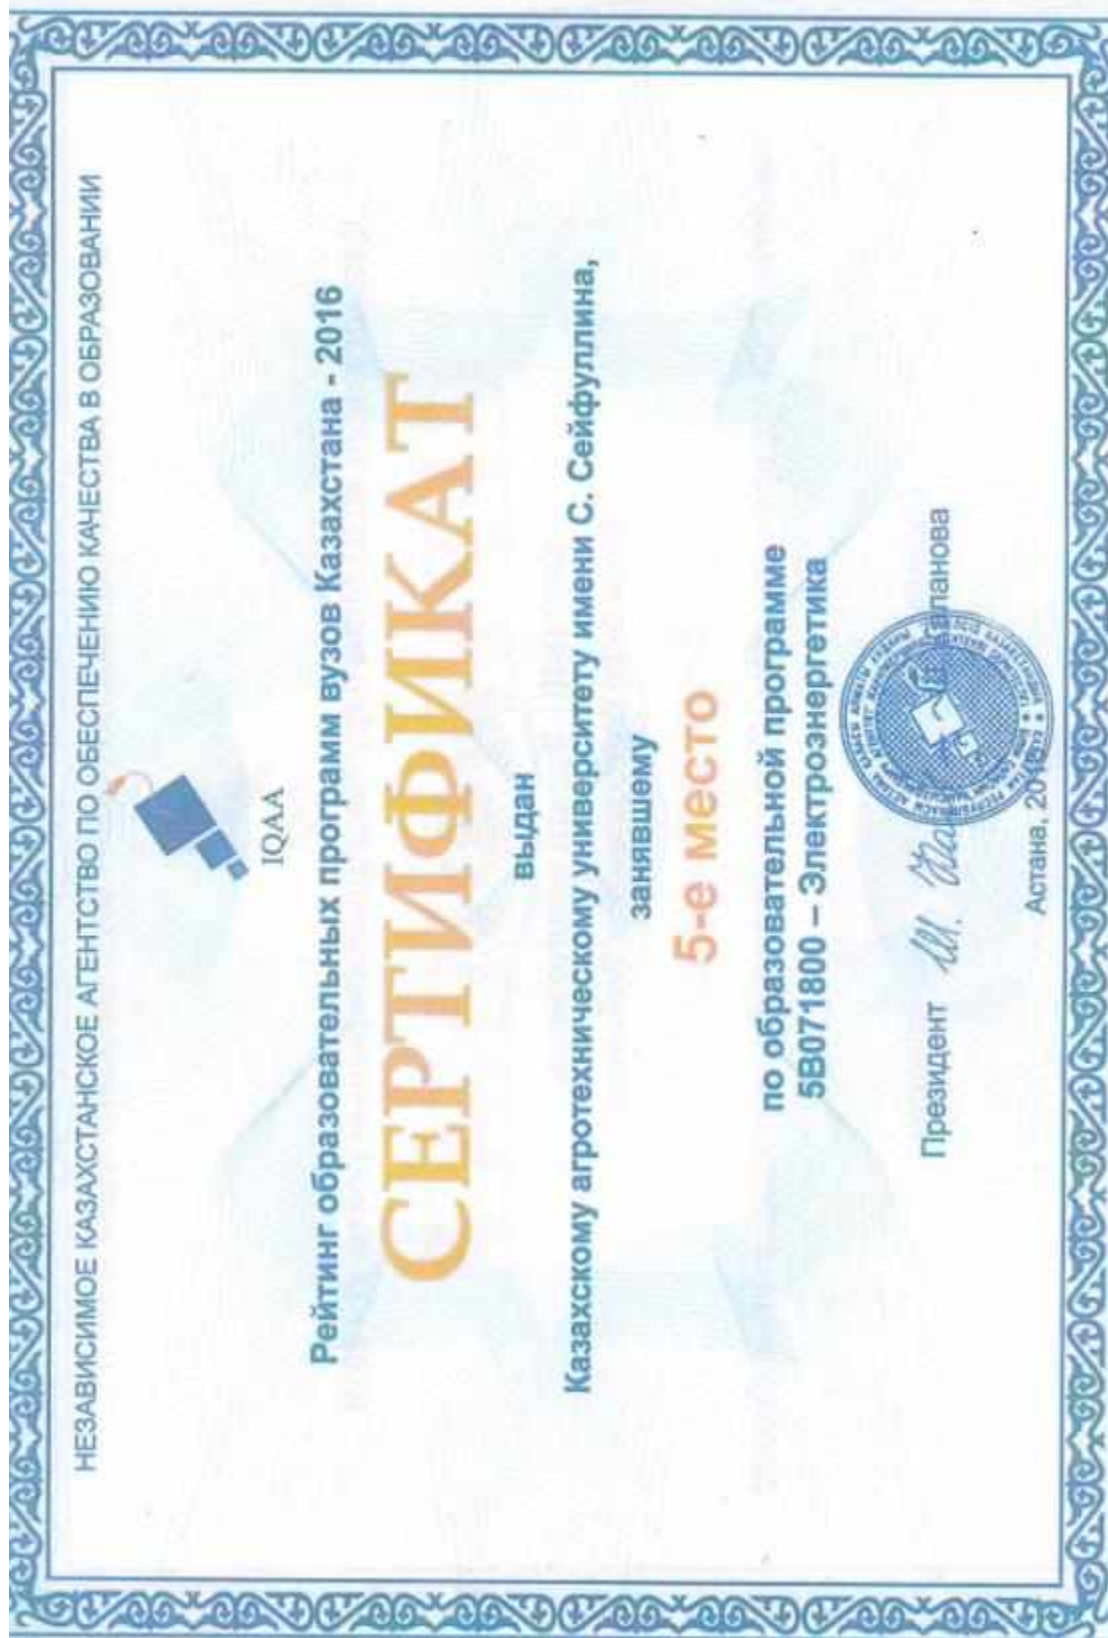 НЕЗАВИСИМОЕ КАЗАХСТАНСКОЕ АГЕНТСТВО ПО ОБЕСПЕЧЕНИЮ КАЧЕСТВА В ОБРАЗОВАНИИ
IQAA
Рейтинг образовательных программ вузов Казахстана - 2016
СЕРТИФИКАТ
выдан
Казахскому агротехническому университету имени С. Сейфуллина,
занявшему
5-е место
по образовательной программе
5В071800 – Электроэнергетика
Президент
Астана,